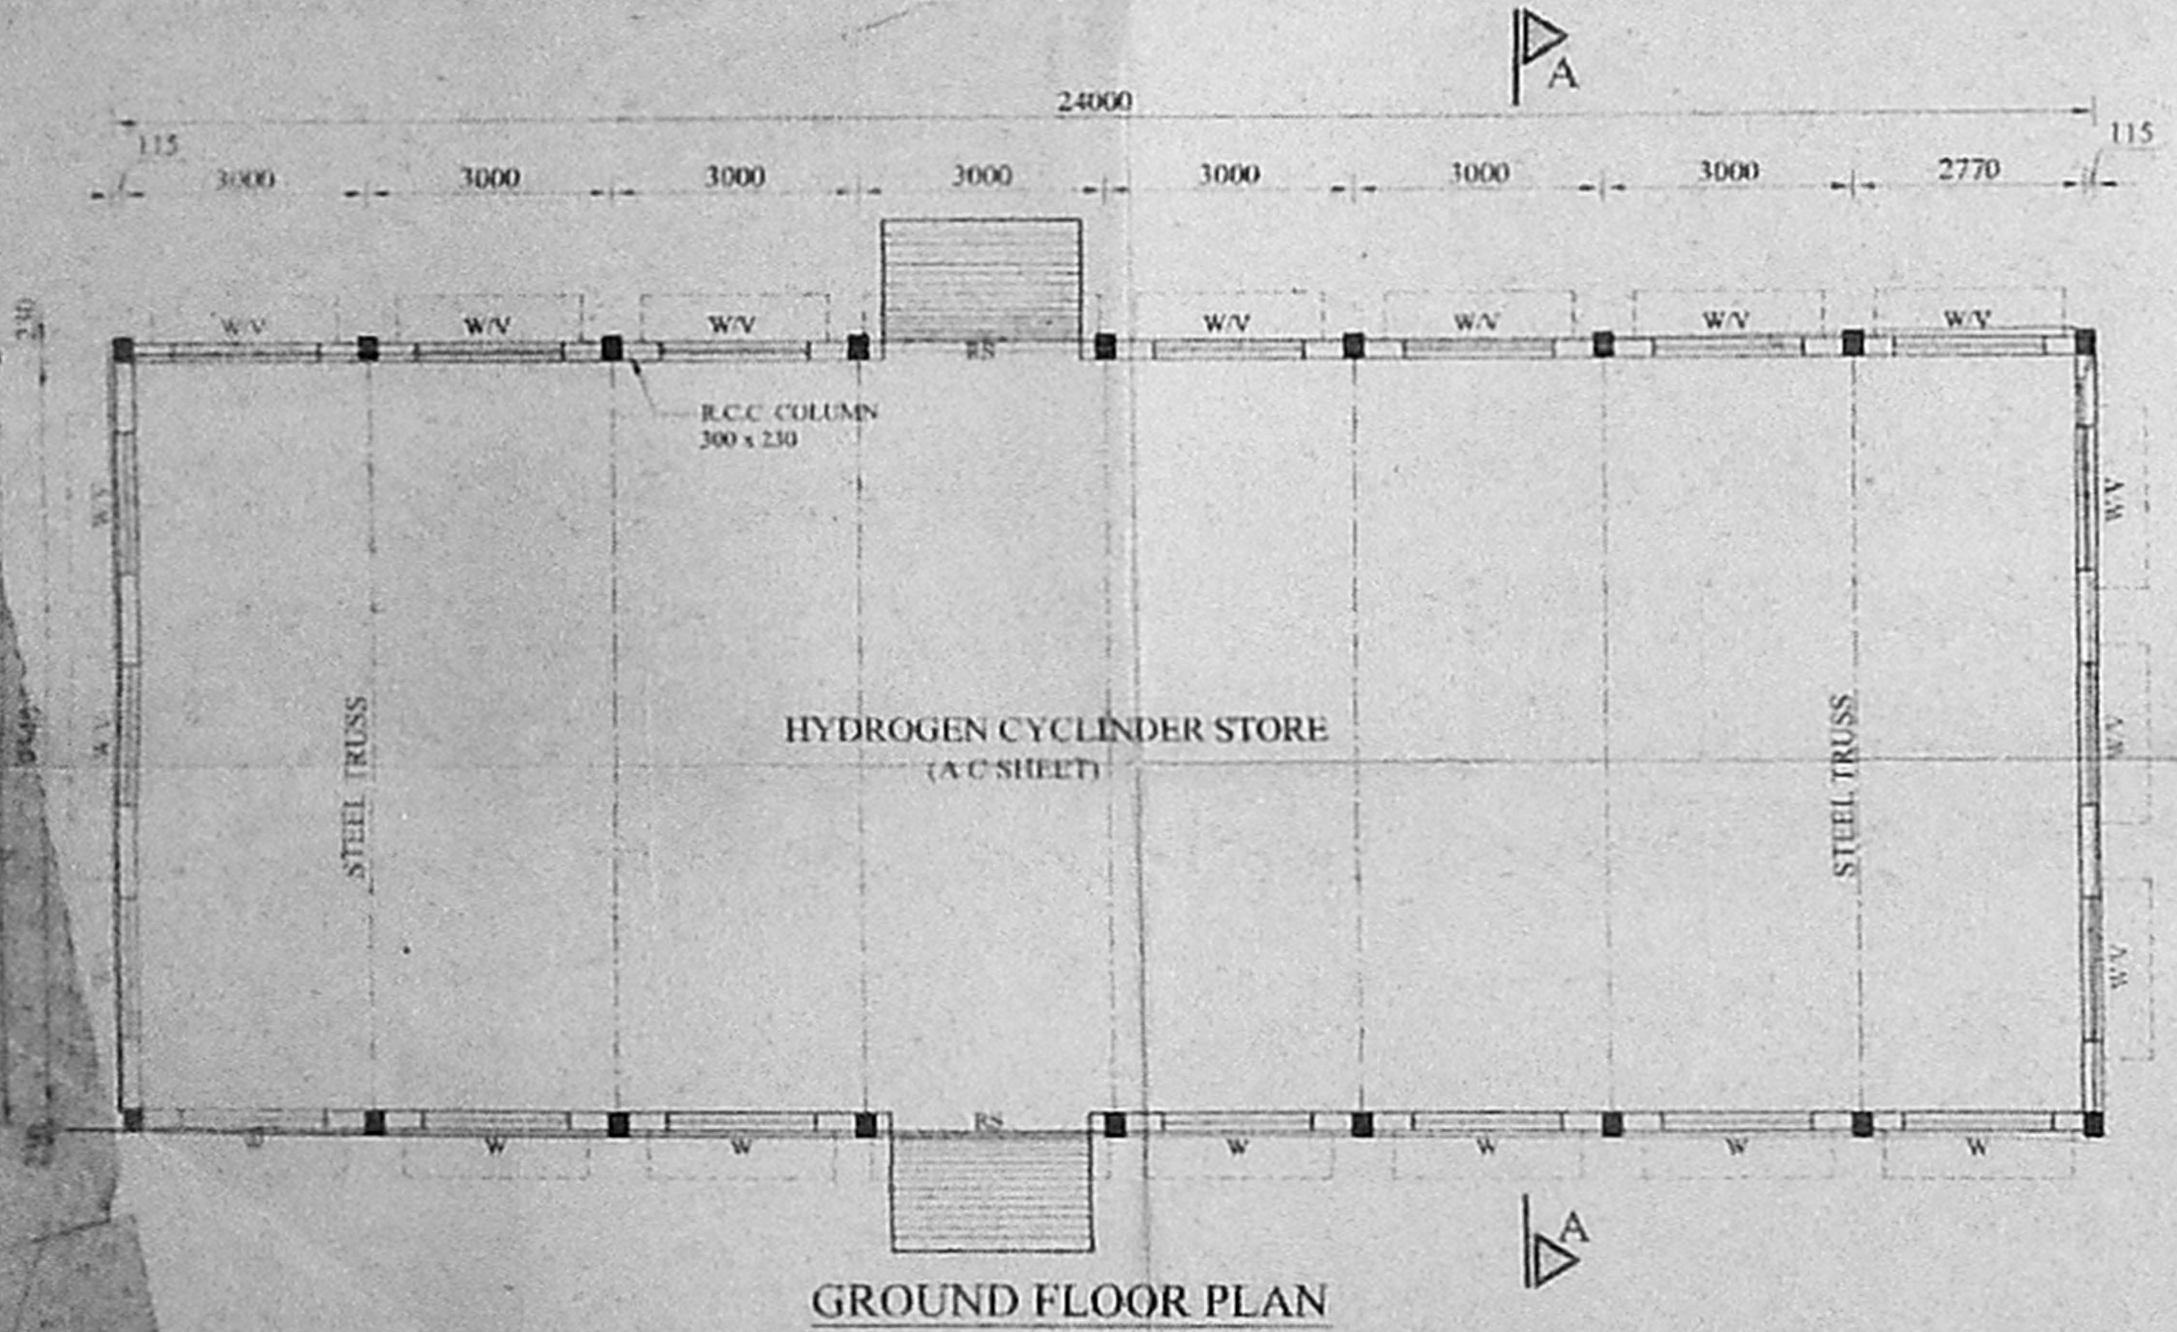 A
24000
115
115
3000
3000
3000
3000
3000
3000
3000
2770
230
W/V
W/V
W/V
W/V
W/V
W/V
W/V
RS
R.C.C. COLUMN
300 x 230
W/V
W/V
STEEL TRUSS
HYDROGEN CYCLINDER STORE
(A C SHEET)
STEEL TRUSS
W/V
W/V
W/V
RS
W
W
W
W
W
W
A
GROUND FLOOR PLAN